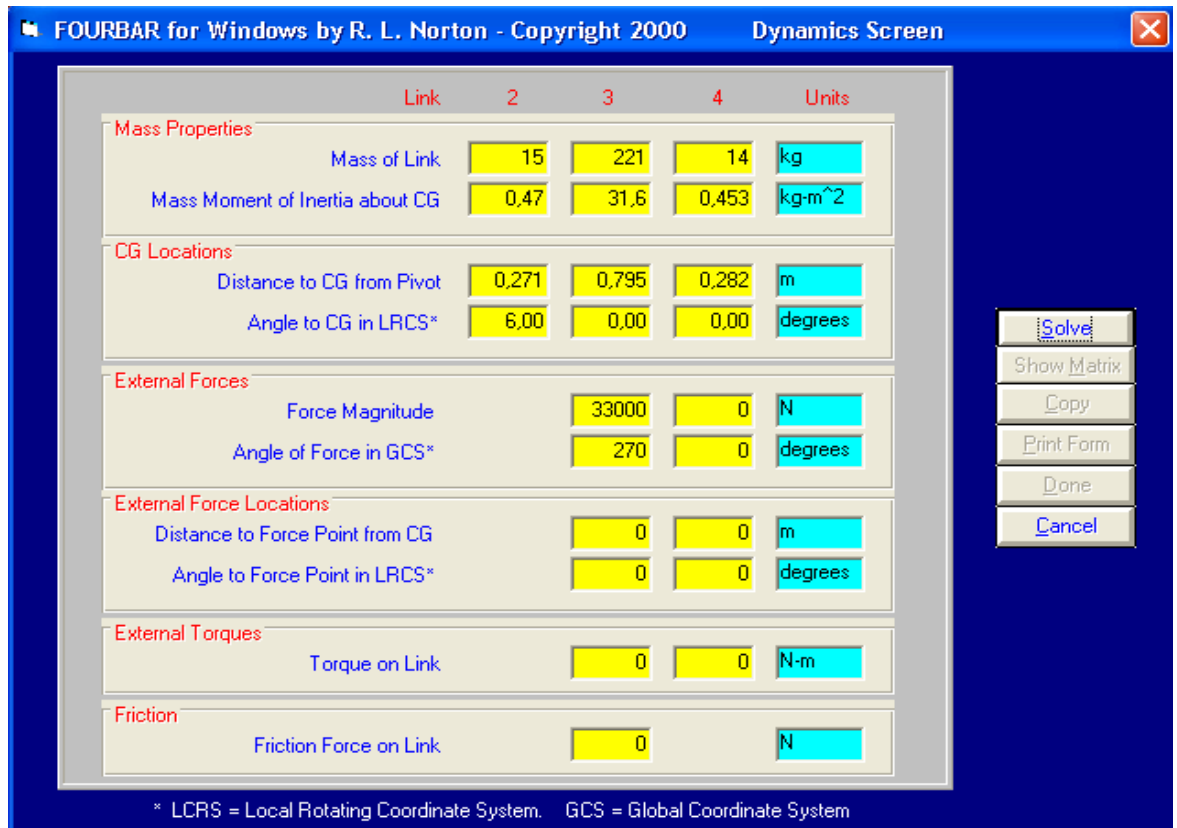 FOURBAR for Windows by R. L. Norton - Copyright 2000 Dynamics Screen
Link 2 3 4 Units
Mass Properties
Mass of Link 15 221 14 kg
Mass Moment of Inertia about CG 0,47 31,6 0,453 kg-m^2
CG Locations
Distance to CG from Pivot 0,271 0,795 0,282 m
Angle to CG in LRCS* 6,00 0,00 0,00 degrees
Solve
Show Matrix
Copy
Print Form
Done
Cancel
External Forces
Force Magnitude 33000 0 N
Angle of Force in GCS* 270 0 degrees
External Force Locations
Distance to Force Point from CG 0 0 m
Angle to Force Point in LRCS* 0 0 degrees
External Torques
Torque on Link 0 0 N-m
Friction
Friction Force on Link 0 N
* LCRS = Local Rotating Coordinate System. GCS = Global Coordinate System